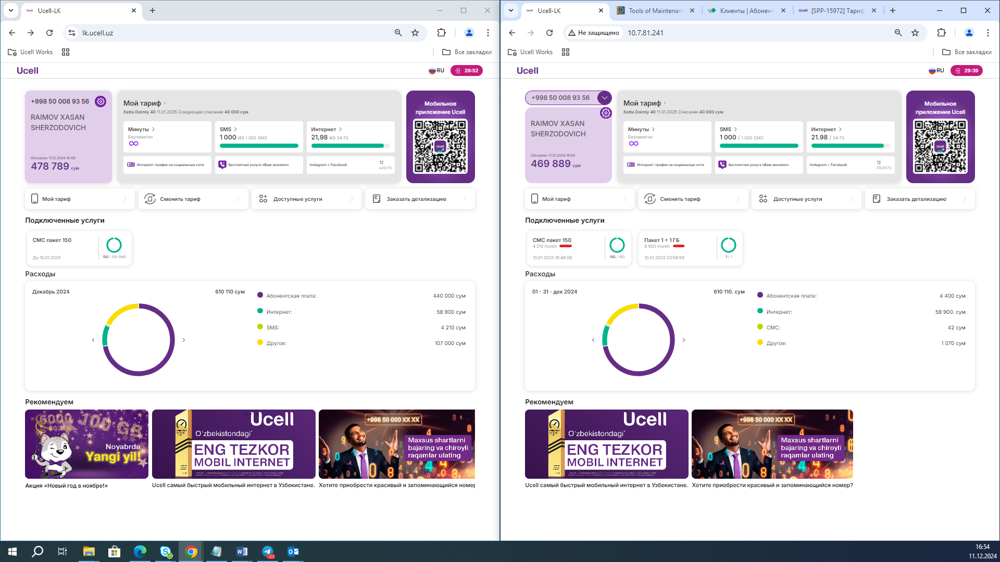 Ucell-LK
lk.ucell.uz
Ucell Works
Все закладки
Ucell
RU
28:52
+998 50 008 93 56
RAIMOV XASAN
SHERZODOVICH
Обновлен 11.12.2024 16:49
478 789 сум
Мой тариф
Katta Doimiy 40 11.01.2025 Следующее списание 40 000 сум
Минуты
Безлимитно
SMS
1 000 ИЗ 1 000 SMS
Интернет
21,98 ИЗ 24 Гб
Интернет-трафик на социальные сети
Бесплатная услуга «Вам звонили»
Instagram + Facebook
12
из12 Гб
Мобильное
приложение Ucell
ucell
Мой тариф
Сменить тариф
Доступные услуги
Заказать детализацию
Подключенные услуги
СМС пакет 150
До 10.01.2025
150 / 150 SMS
Расходы
Декабрь 2024
610 110 сум
Абонентская плата:
440 000 сум
Интернет:
58 900 сум
SMS:
4 210 сум
Другое:
107 000 сум
Рекомендуем
5000 100 GB
SO'M
Noyabrda
Yangi yil!
Акция «Новый год в ноябре!»
Ucell
O'zbekistondagi
ENG TEZKOR
MOBIL INTERNET
Ucell самый быстрый мобильный интернет в Узбекистане.
+998 50 000 XX XX
Maxsus shartlarni
bajaring va chiroyli
raqamlar ulating
Хотите приобрести красивый и запоминающийся номер
Ucell-LK
Tools of Maintenanc
Клиенты | Абонент
Ucell
[SPP-15972] Тариф
Не защищено
10.7.81.241
Ucell Works
Все закладки
Ucell
RU
29:39
+998 50 008 93 56
RAIMOV XASAN
SHERZODOVICH
Обновлен 11.12.2024 16:54
469 889 сум
Мой тариф
Katta Doimiy 40 11.01.2025 Списания 40 000 сум
Минуты
Безлимитно
SMS
1 000 / 1 000 СМС
Интернет
21.98 / 24 Гб
Интернет-трафик на социальные сети
Бесплатная услуга «Вам звонили»
Instagram + Facebook
12
/12.00 Гб
Мобильное
приложение Ucell
ucell
Мой тариф
Сменить тариф
Доступные услуги
Заказать детализацию
Подключенные услуги
СМС пакет 150
4 210 month
10.01.2025 16:46:06
150 / 150
Пакет 1 + 1 ГБ
8 900 month
10.01.2025 23:59:59
1 / 1
Расходы
01 - 31 - дек 2024
610 110. сум
Абонентская плата:
4 400 сум
Интернет:
58 900. сум
СМС:
42 сум
Другое:
1 070 сум
Рекомендуем
Ucell
O'zbekistondagi
ENG TEZKOR
MOBIL INTERNET
Ucell самый быстрый мобильный интернет в Узбекистане.
+998 50 000 XX XX
Maxsus shartlarni
bajaring va chiroyli
raqamlar ulating
Хотите приобрести красивый и запоминающийся номер?
16:54
11.12.2024